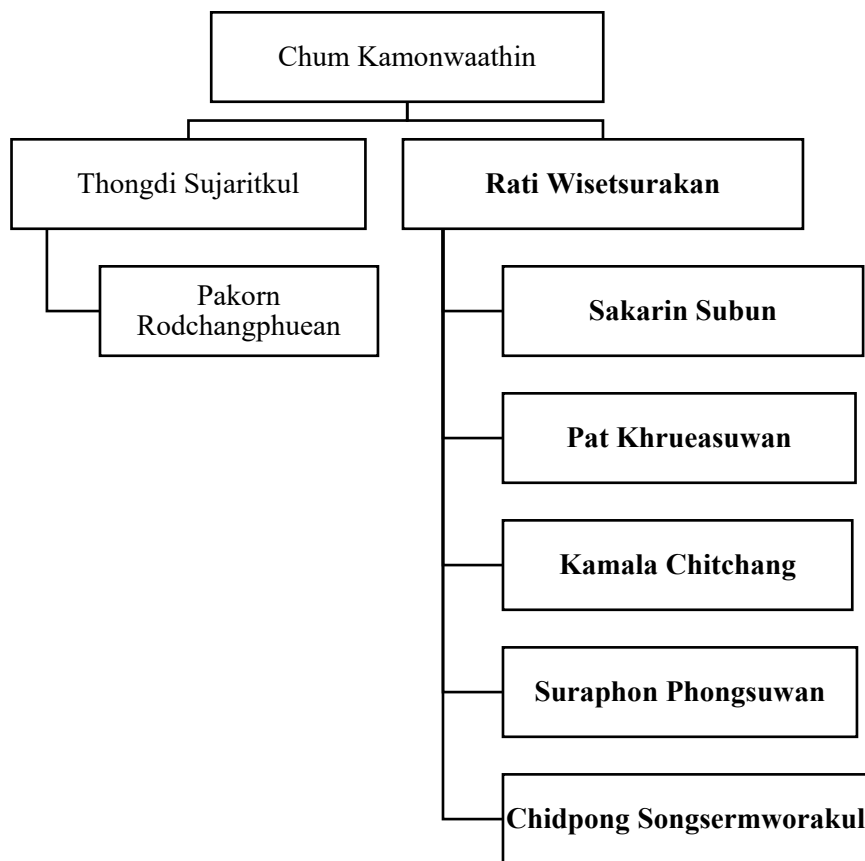 Chum Kamonwaathin
Thongdi Sujaritkul
Rati Wisetsurakan
Pakorn
Rodchangphuean
Sakarin Subun
Pat Khrueasuwan
Kamala Chitchang
Suraphon Phongsuwan
Chidpong Songsermworakul